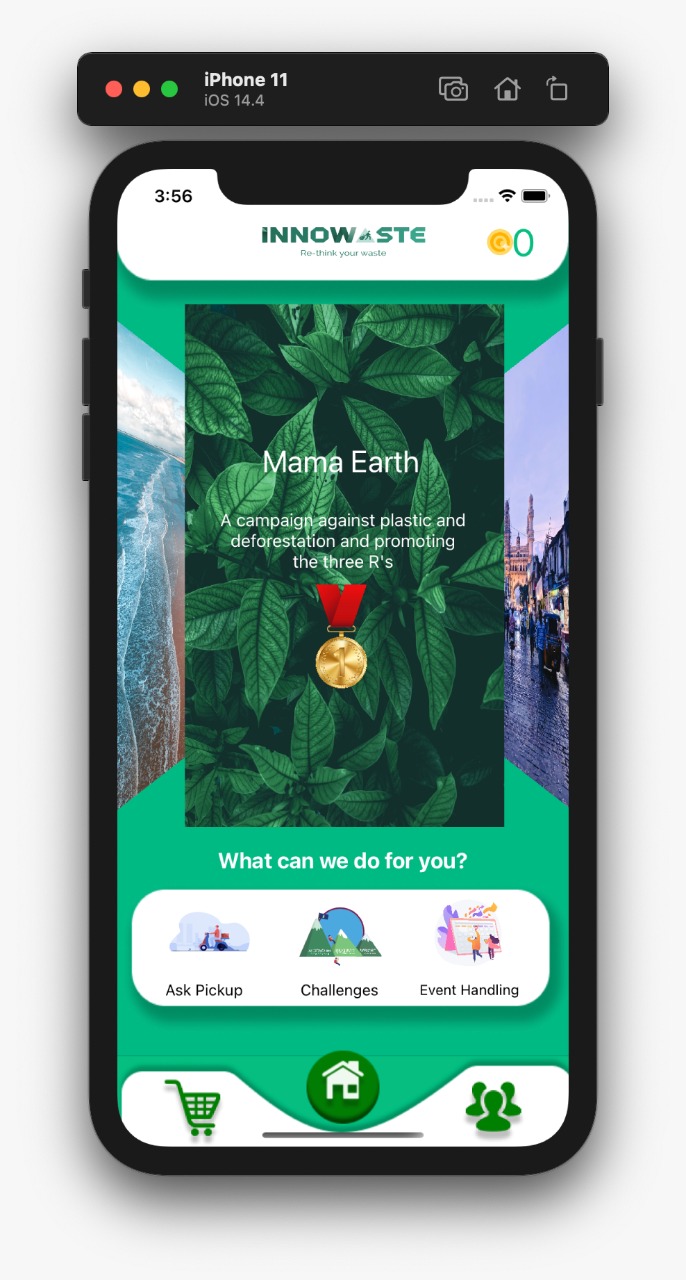 iPhone 11
iOS 14.4
3:56
INNOWASTE
Re-think your waste
0
Mama Earth
A campaign against plastic and
deforestation and promoting
the three R's
1
What can we do for you?
Ask Pickup
Challenges
Event Handling